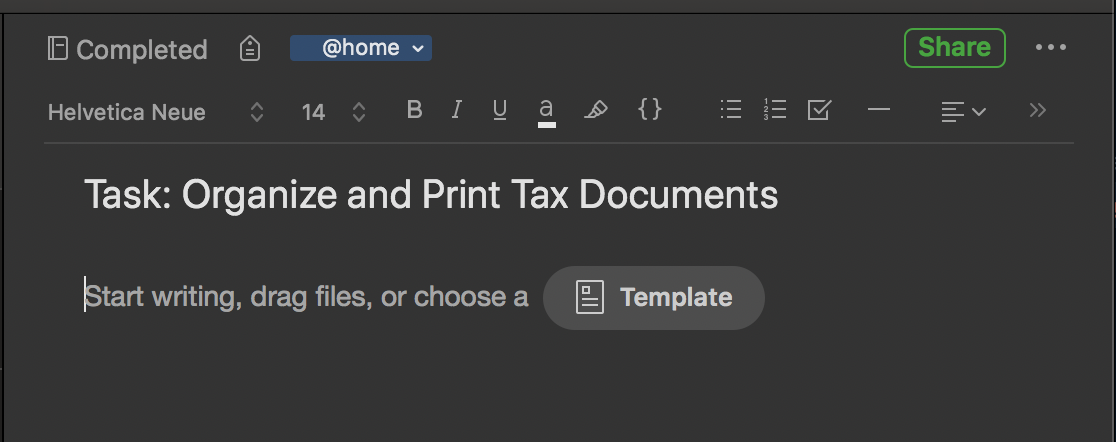 Completed @home Share
Helvetica Neue 14 B I U a {}
Task: Organize and Print Tax Documents
Start writing, drag files, or choose a Template